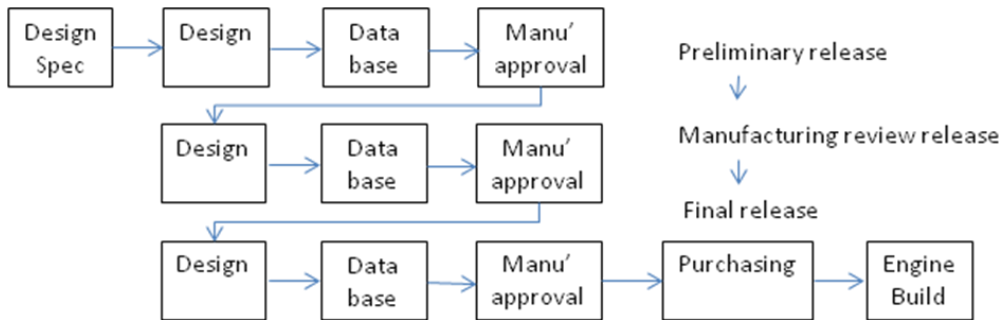 Design
Spec
Design
Data
base
Manu'
approval
Preliminary release
Design
Data
base
Manu'
approval
Manufacturing review release
Final release
Design
Data
base
Manu'
approval
Purchasing
Engine
Build